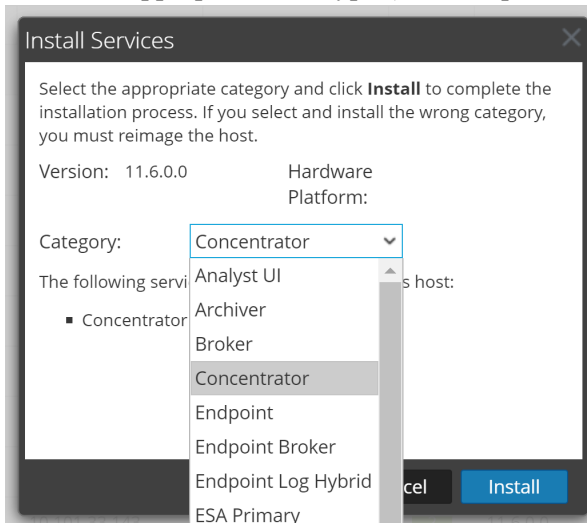 Install Services
Select the appropriate category and click Install to complete the
installation process. If you select and install the wrong category,
you must reimage the host.
Version: 11.6.0.0 Hardware
Platform:
Category: Concentrator
The following servi s host:
Concentrator
Analyst UI
Archiver
Broker
Concentrator
Endpoint
Endpoint Broker
Endpoint Log Hybrid
ESA Primary
cel Install